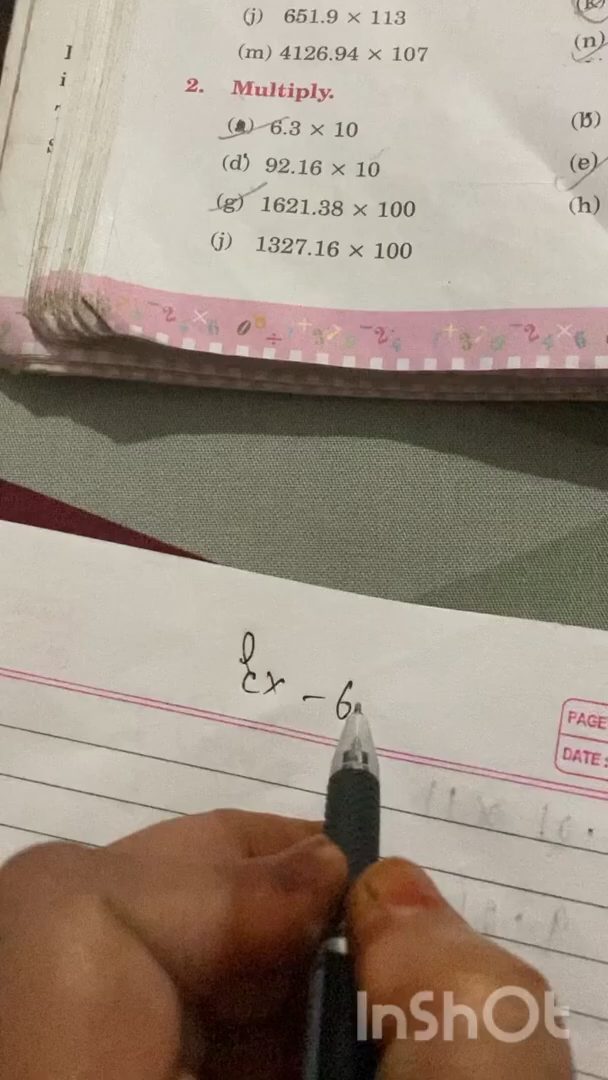 (j) 651.9 × 113
(m) 4126.94 × 107
(n)
2. Multiply.
(a) 6.3 × 10
(b)
(d) 92.16 × 10
(e)
(g) 1621.38 × 100
(h)
(j) 1327.16 × 100
Ex - 6
PAGE
DATE:
InShOt